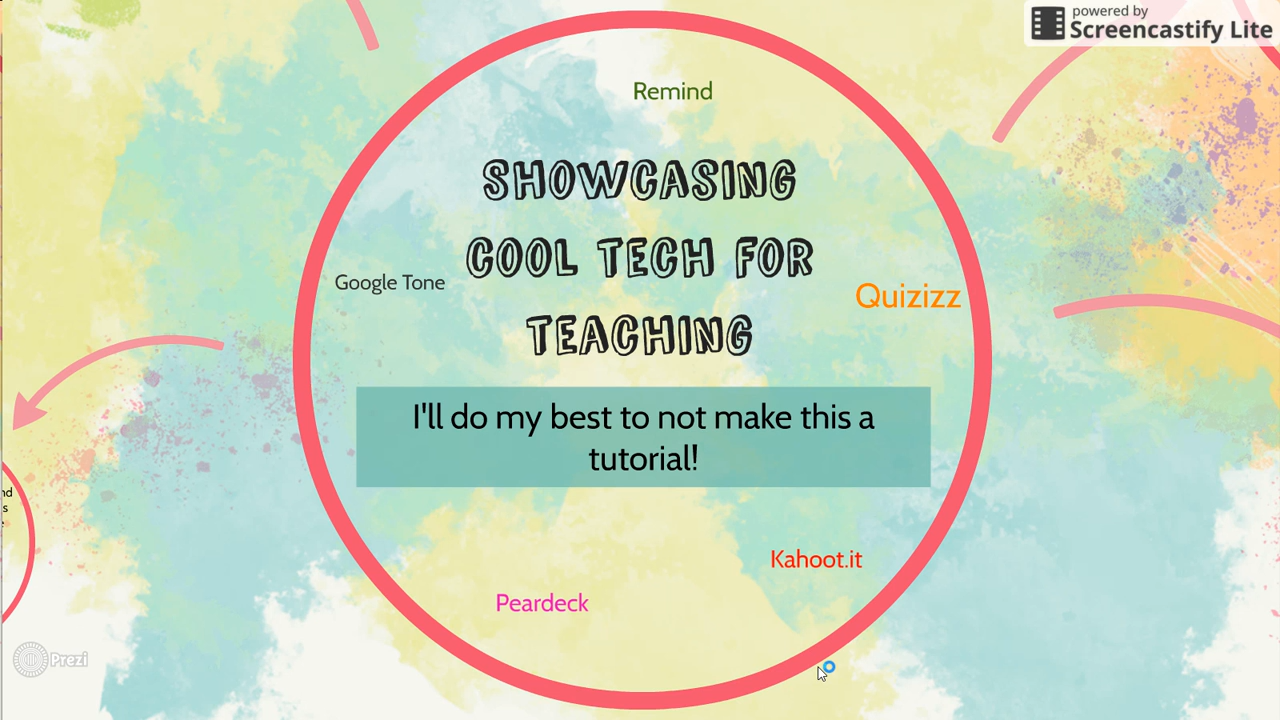 powered by
Screencastify Lite
Remind
SHOWCASING
COOL TECH FOR
TEACHING
Google Tone
Quizizz
I'll do my best to not make this a
tutorial!
nd
s
e
Kahoot.it
Peardeck
Prezi